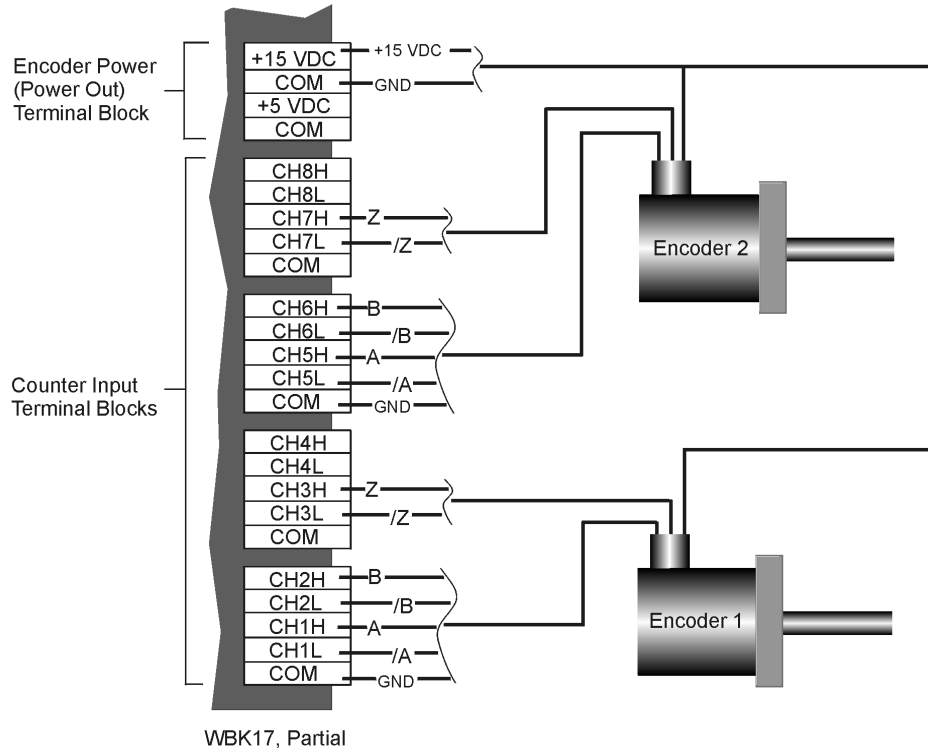 Encoder Power
(Power Out)
Terminal Block
+15 VDC
COM
+5 VDC
COM
+15 VDC
GND
CH8H
CH8L
CH7H
CH7L
COM
Z
/Z
Encoder 2
CH6H
CH6L
CH5H
CH5L
COM
B
/B
A
/A
GND
Counter Input
Terminal Blocks
CH4H
CH4L
CH3H
CH3L
COM
Z
/Z
CH2H
CH2L
CH1H
CH1L
COM
B
/B
A
/A
GND
Encoder 1
WBK17, Partial